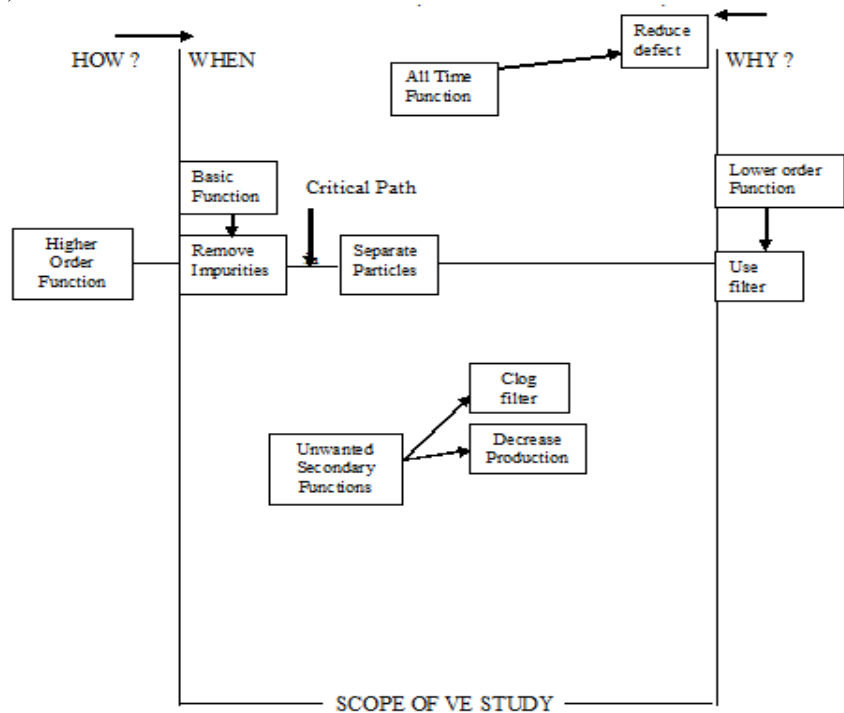 Reduce
defect
HOW ?
WHEN
All Time
Function
WHY ?
Basic
Function
Critical Path
Lower order
Function
Higher
Order
Function
Remove
Impurities
Separate
Particles
Use
filter
Clog
filter
Unwanted
Secondary
Functions
Decrease
Production
SCOPE OF VE STUDY